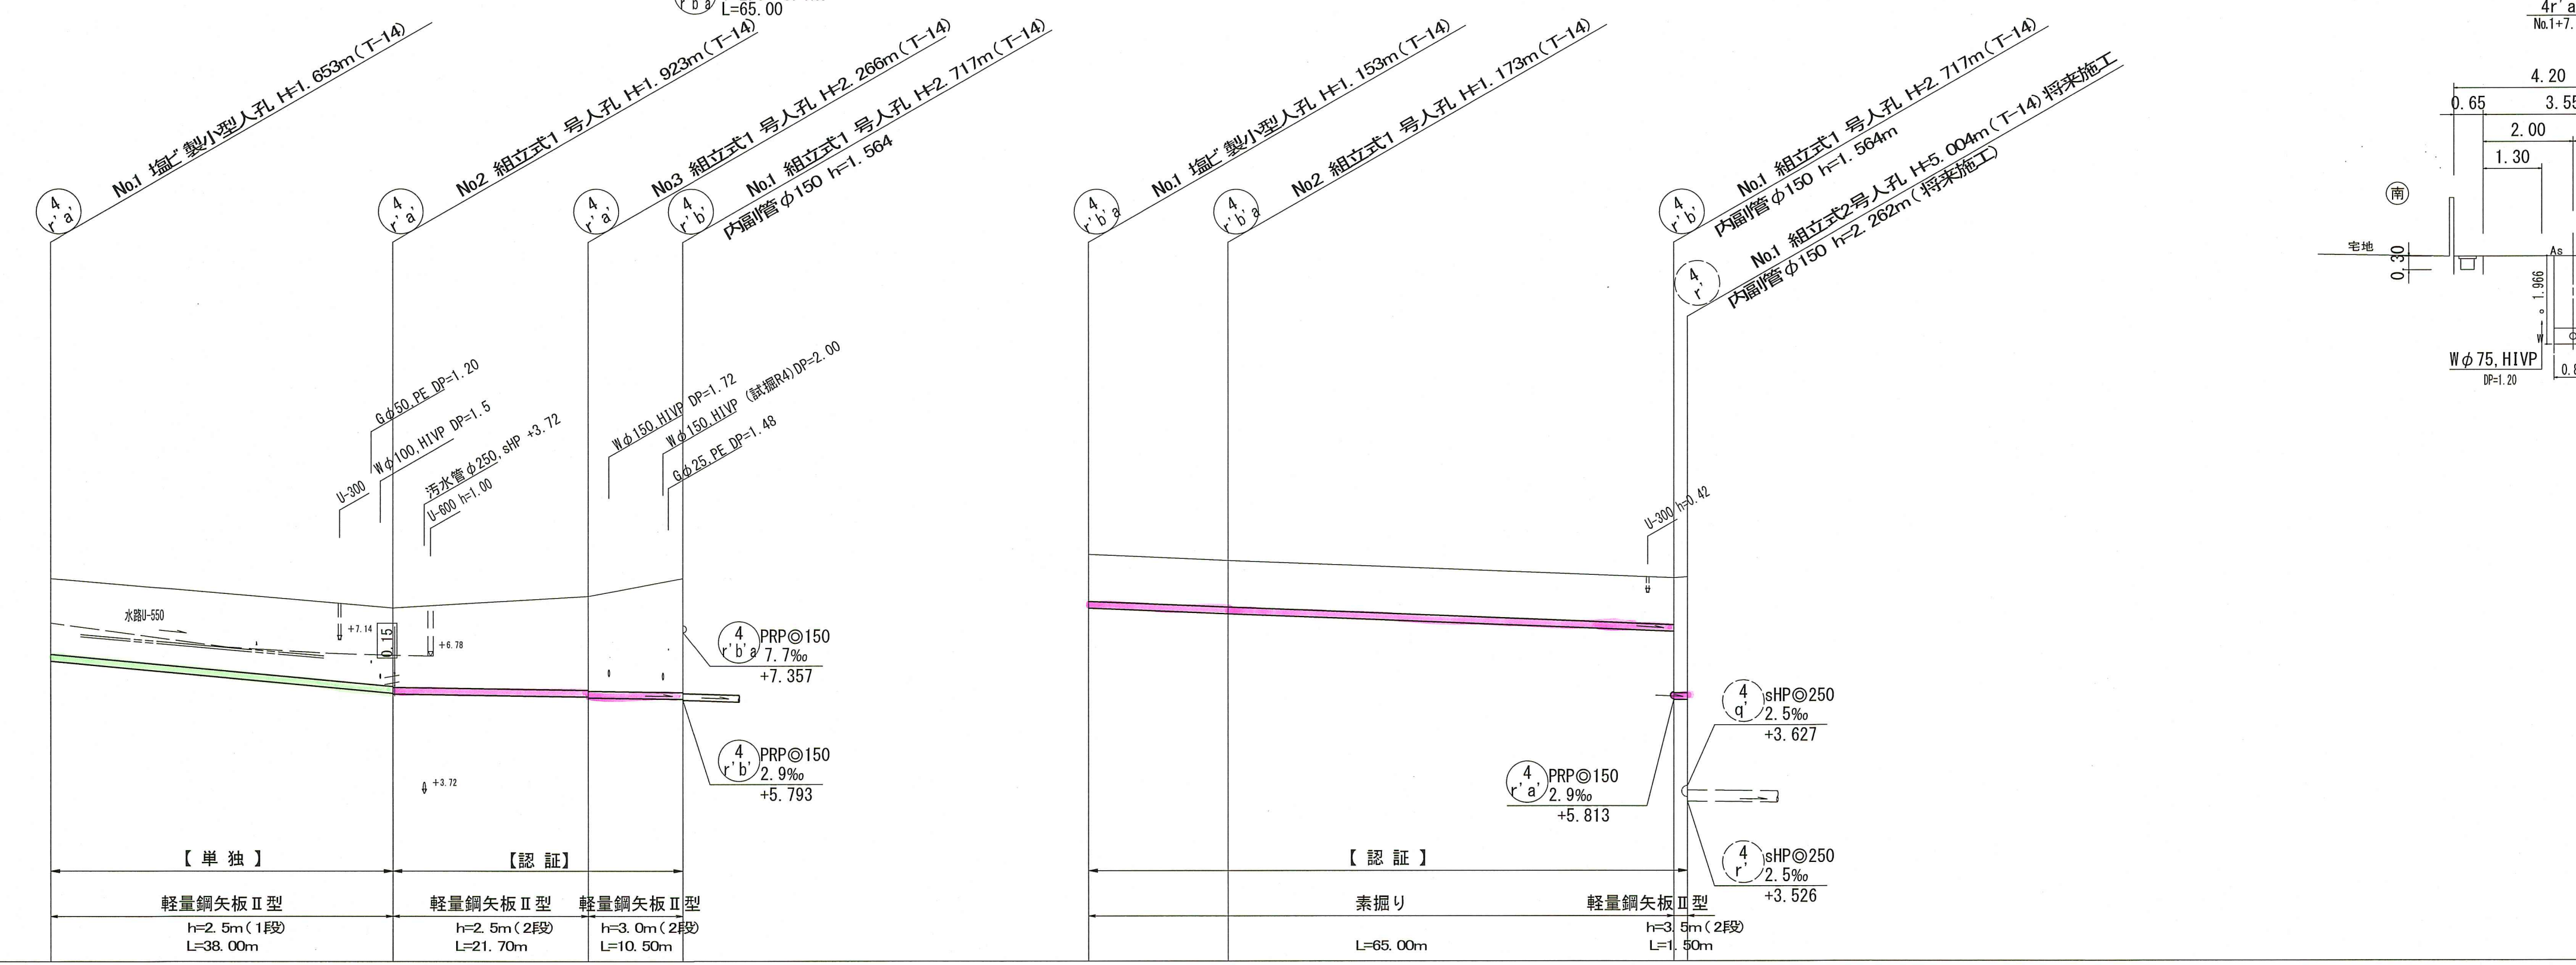 r'b'a
L=65.00
4r'a
No.1+7.
4
r'a'
No.1 塩ビ製小型人孔 H=1.653m(T-14)
4
r'a'
No.2 組立式1号人孔 H=1.923m(T-14)
4
r'a'
No.3 組立式1号人孔 H=2.266m(T-14)
4
r'b'
No.1 組立式1号人孔 H=2.717m(T-14)
内副管φ150 h=1.564
4
r'b'a
No.1 塩ビ製小型人孔 H=1.153m(T-14)
4
r'b'a
No.2 組立式1号人孔 H=1.173m(T-14)
4
r'b'
No.1 組立式1号人孔 H=2.717m(T-14)
内副管φ150 h=1.564m
4
r'
No.1 組立式2号人孔 H=5.004m(T-14)将来施工
内副管φ150 h=2.262m(将来施工)
4.20
0.65
3.55
2.00
1.30
南
宅地
0.30
As
1.966
W
Wφ75,HIVP
DP=1.20
0.8
Gφ50,PE DP=1.20
Wφ100,HIVP DP=1.5
U-300
汚水管φ250,sHP +3.72
U-600 h=1.00
Wφ150,HIVP DP=1.72
Wφ150,HIVP (試掘R4)DP=2.00
Gφ25,PE DP=1.48
U-300 h=0.42
水路U-550
+7.14
0.15
+6.78
+3.72
4
r'b'a
PRP◎150
7.7‰
+7.357
4
r'b'
PRP◎150
2.9‰
+5.793
4
r'a'
PRP◎150
2.9‰
+5.813
4
q'
sHP◎250
2.5‰
+3.627
4
r'
sHP◎250
2.5‰
+3.526
【単独】
【認証】
【認証】
軽量鋼矢板Ⅱ型
h=2.5m(1段)
L=38.00m
軽量鋼矢板Ⅱ型
h=2.5m(2段)
L=21.70m
軽量鋼矢板Ⅱ型
h=3.0m(2段)
L=10.50m
素掘り
L=65.00m
軽量鋼矢板Ⅱ型
h=3.5m(2段)
L=1.50m